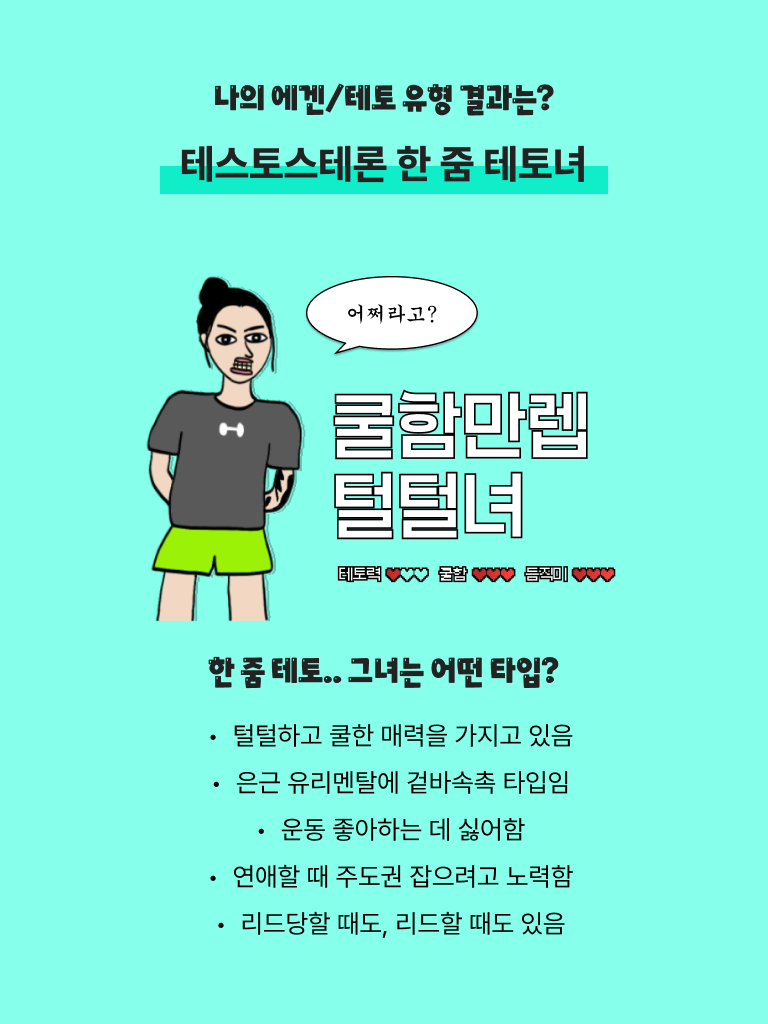 나의 에겐/테토 유형 결과는?
테스토스테론 한 줌 테토녀
어쩌라고?
쿨함만렙
털털녀
테토력 쿨함 듬직미
한 줌 테토.. 그녀는 어떤 타입?
• 털털하고 쿨한 매력을 가지고 있음
• 은근 유리멘탈에 겉바속촉 타입임
• 운동 좋아하는 데 싫어함
• 연애할 때 주도권 잡으려고 노력함
• 리드당할 때도, 리드할 때도 있음